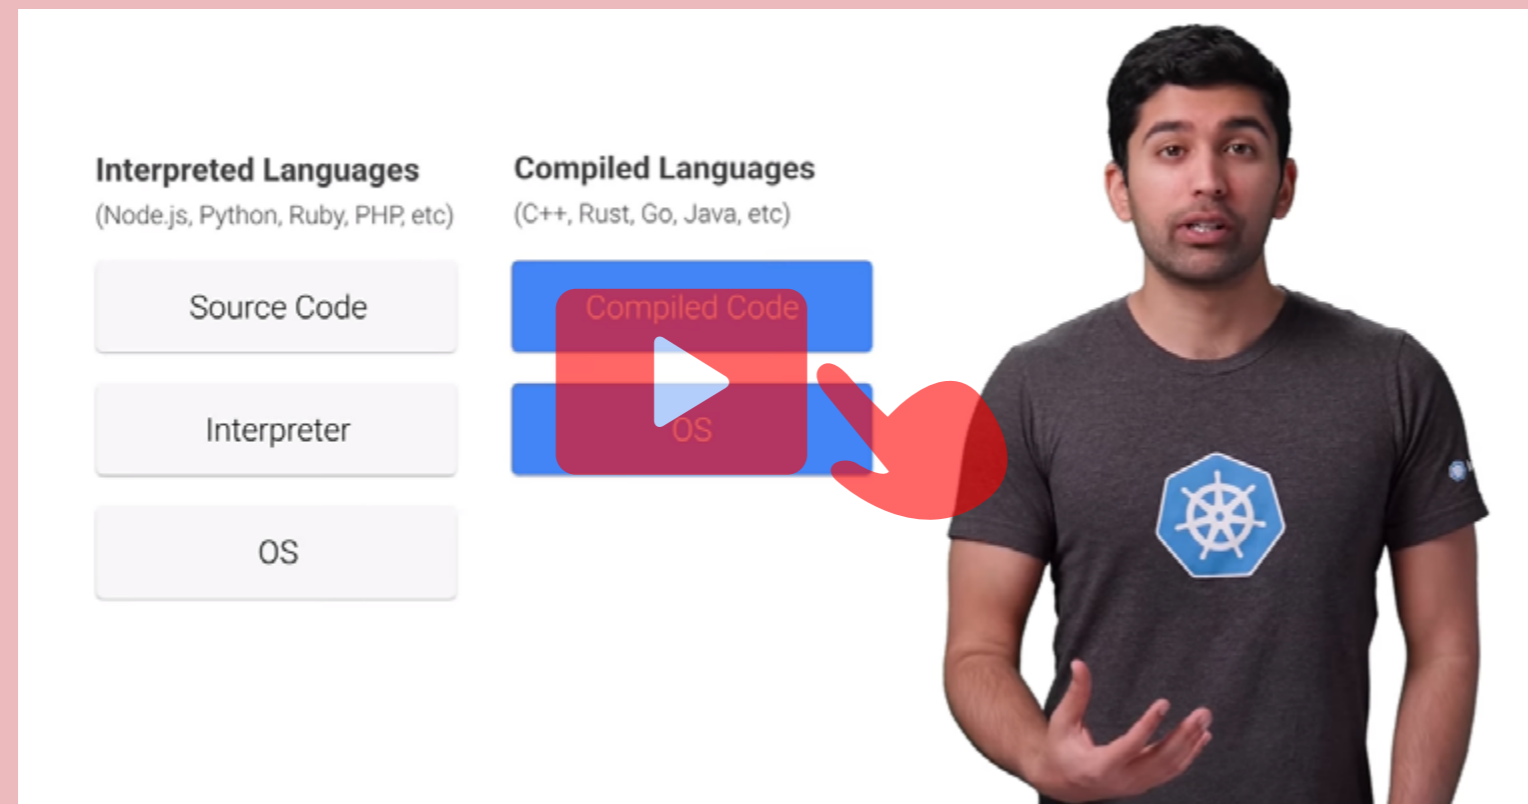 Interpreted Languages
(Node.js, Python, Ruby, PHP, etc)
Source Code
Interpreter
OS
Compiled Languages
(C++, Rust, Go, Java, etc)
Compiled Code
OS